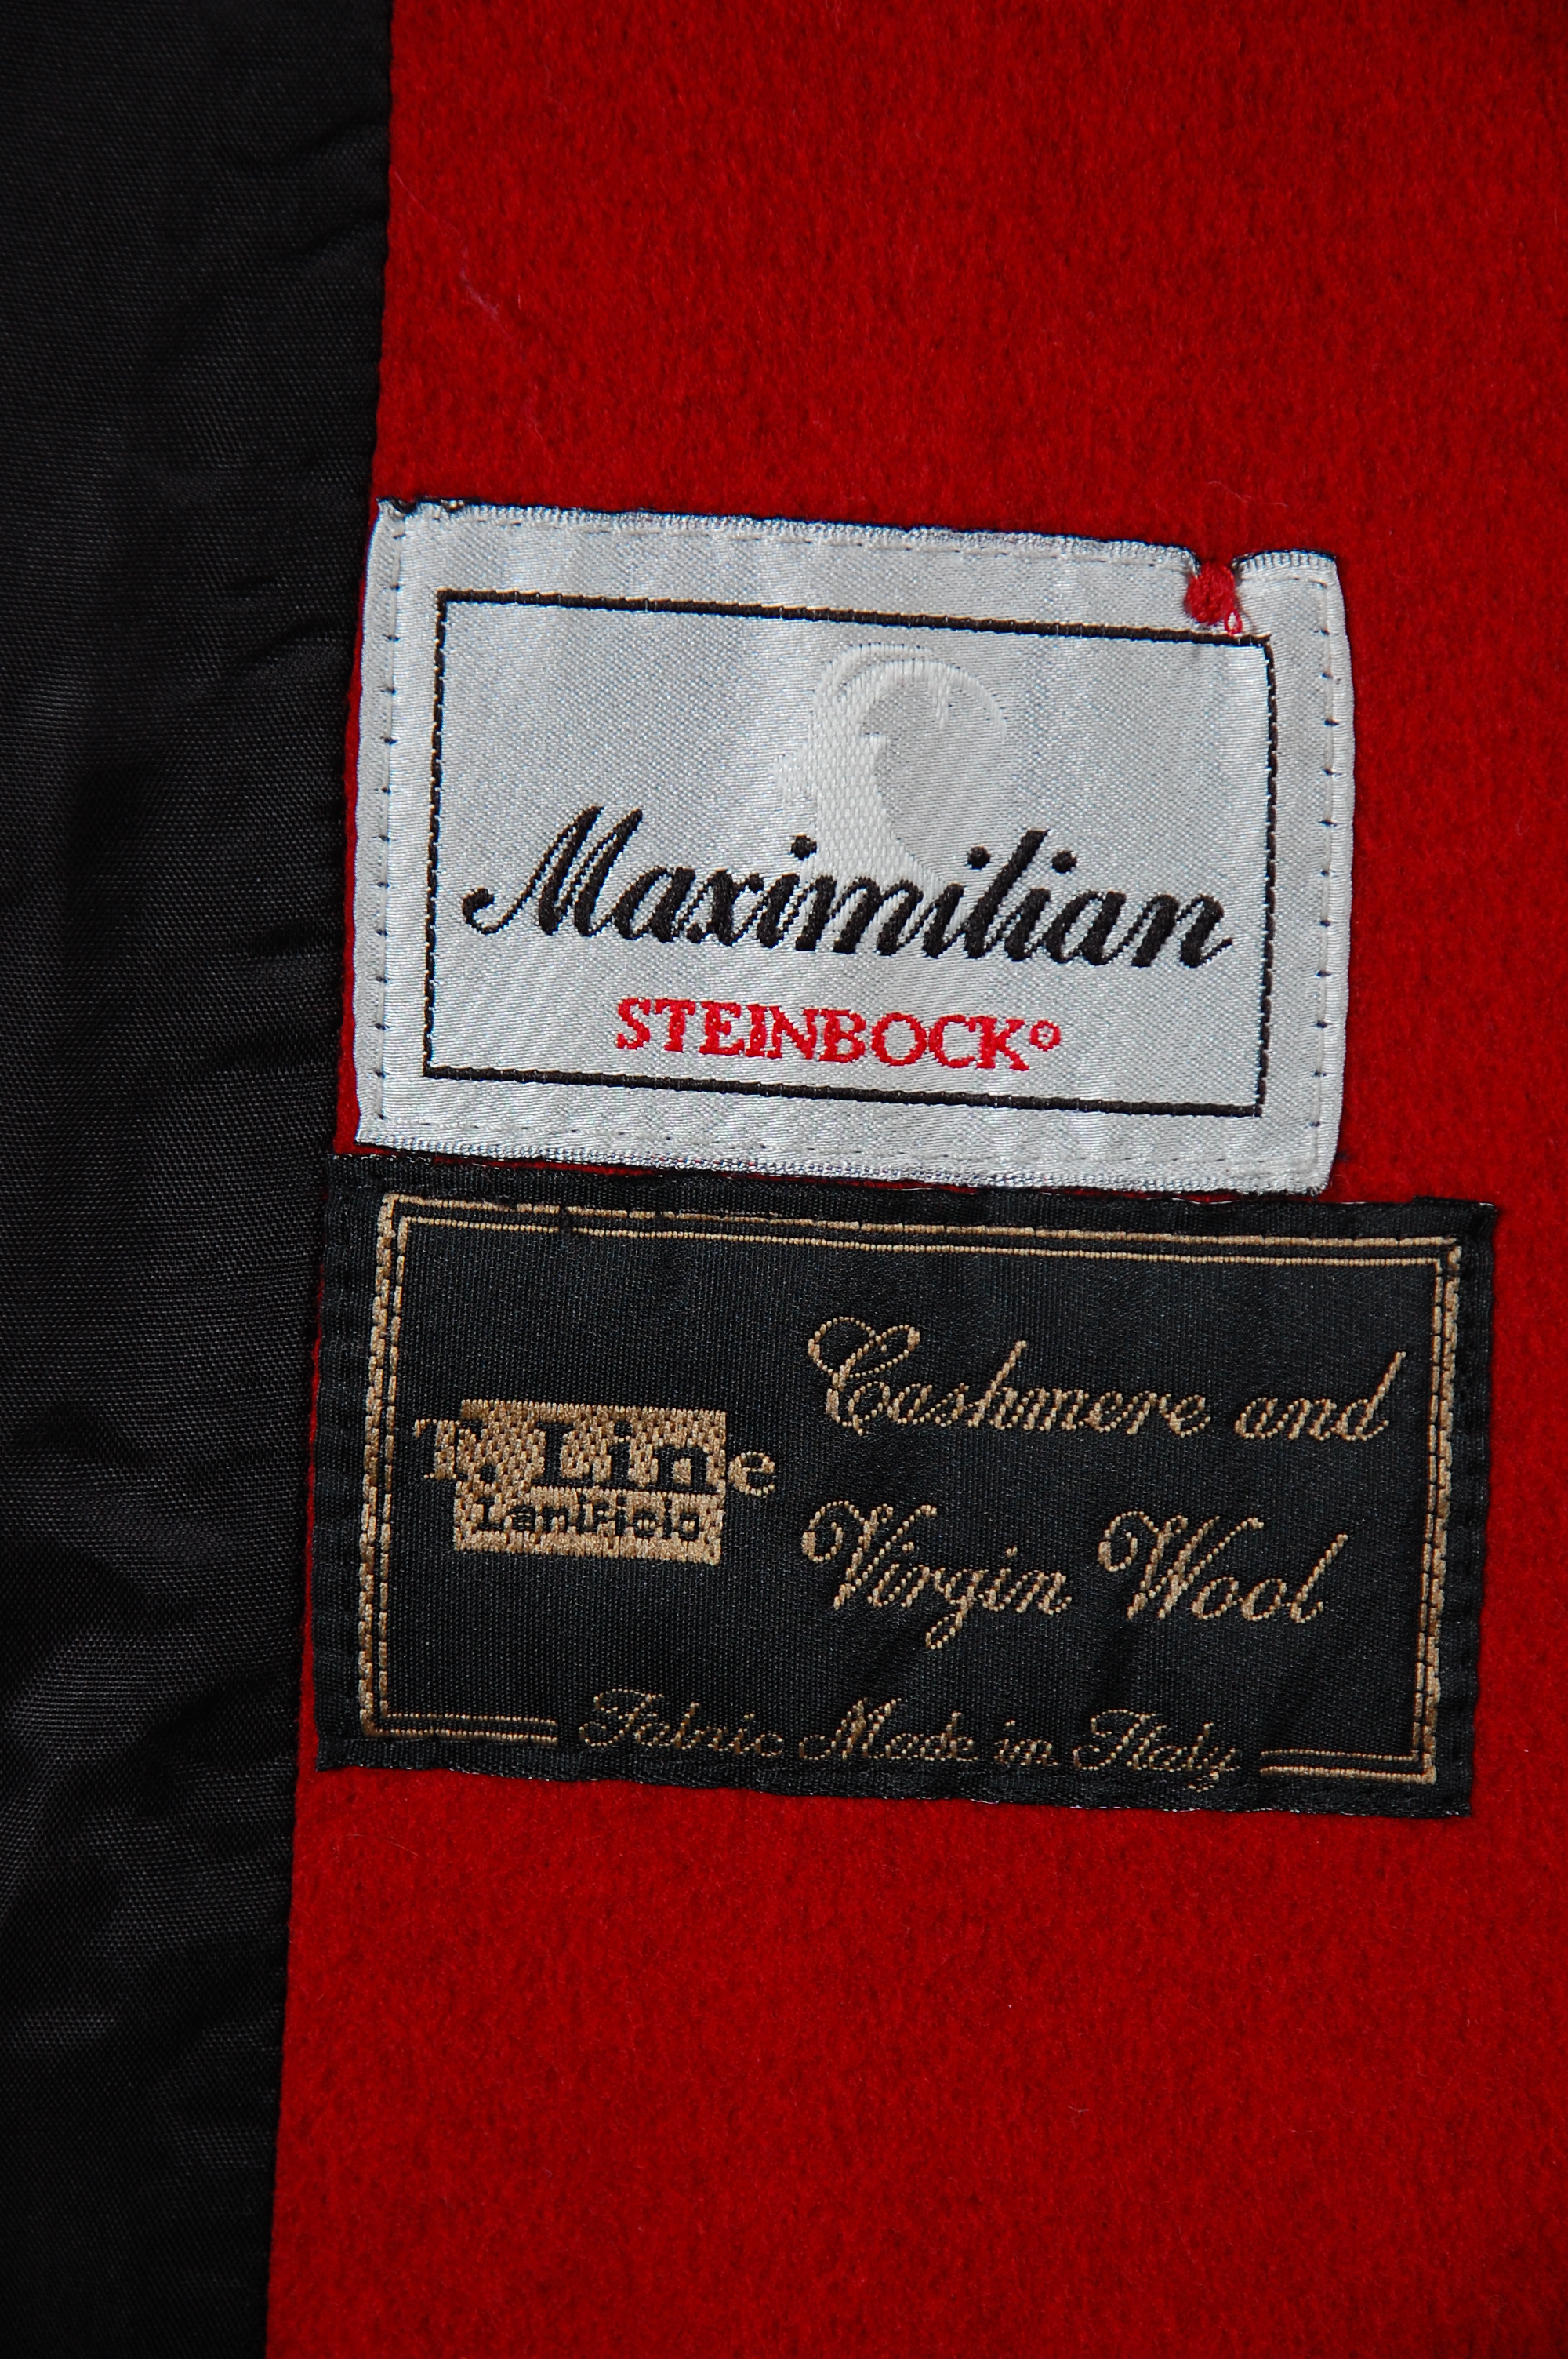 Maximilian
STEINBOCK°
T. Line
Lanificio
Cashmere and
Virgin Wool
Fabric Made in Italy